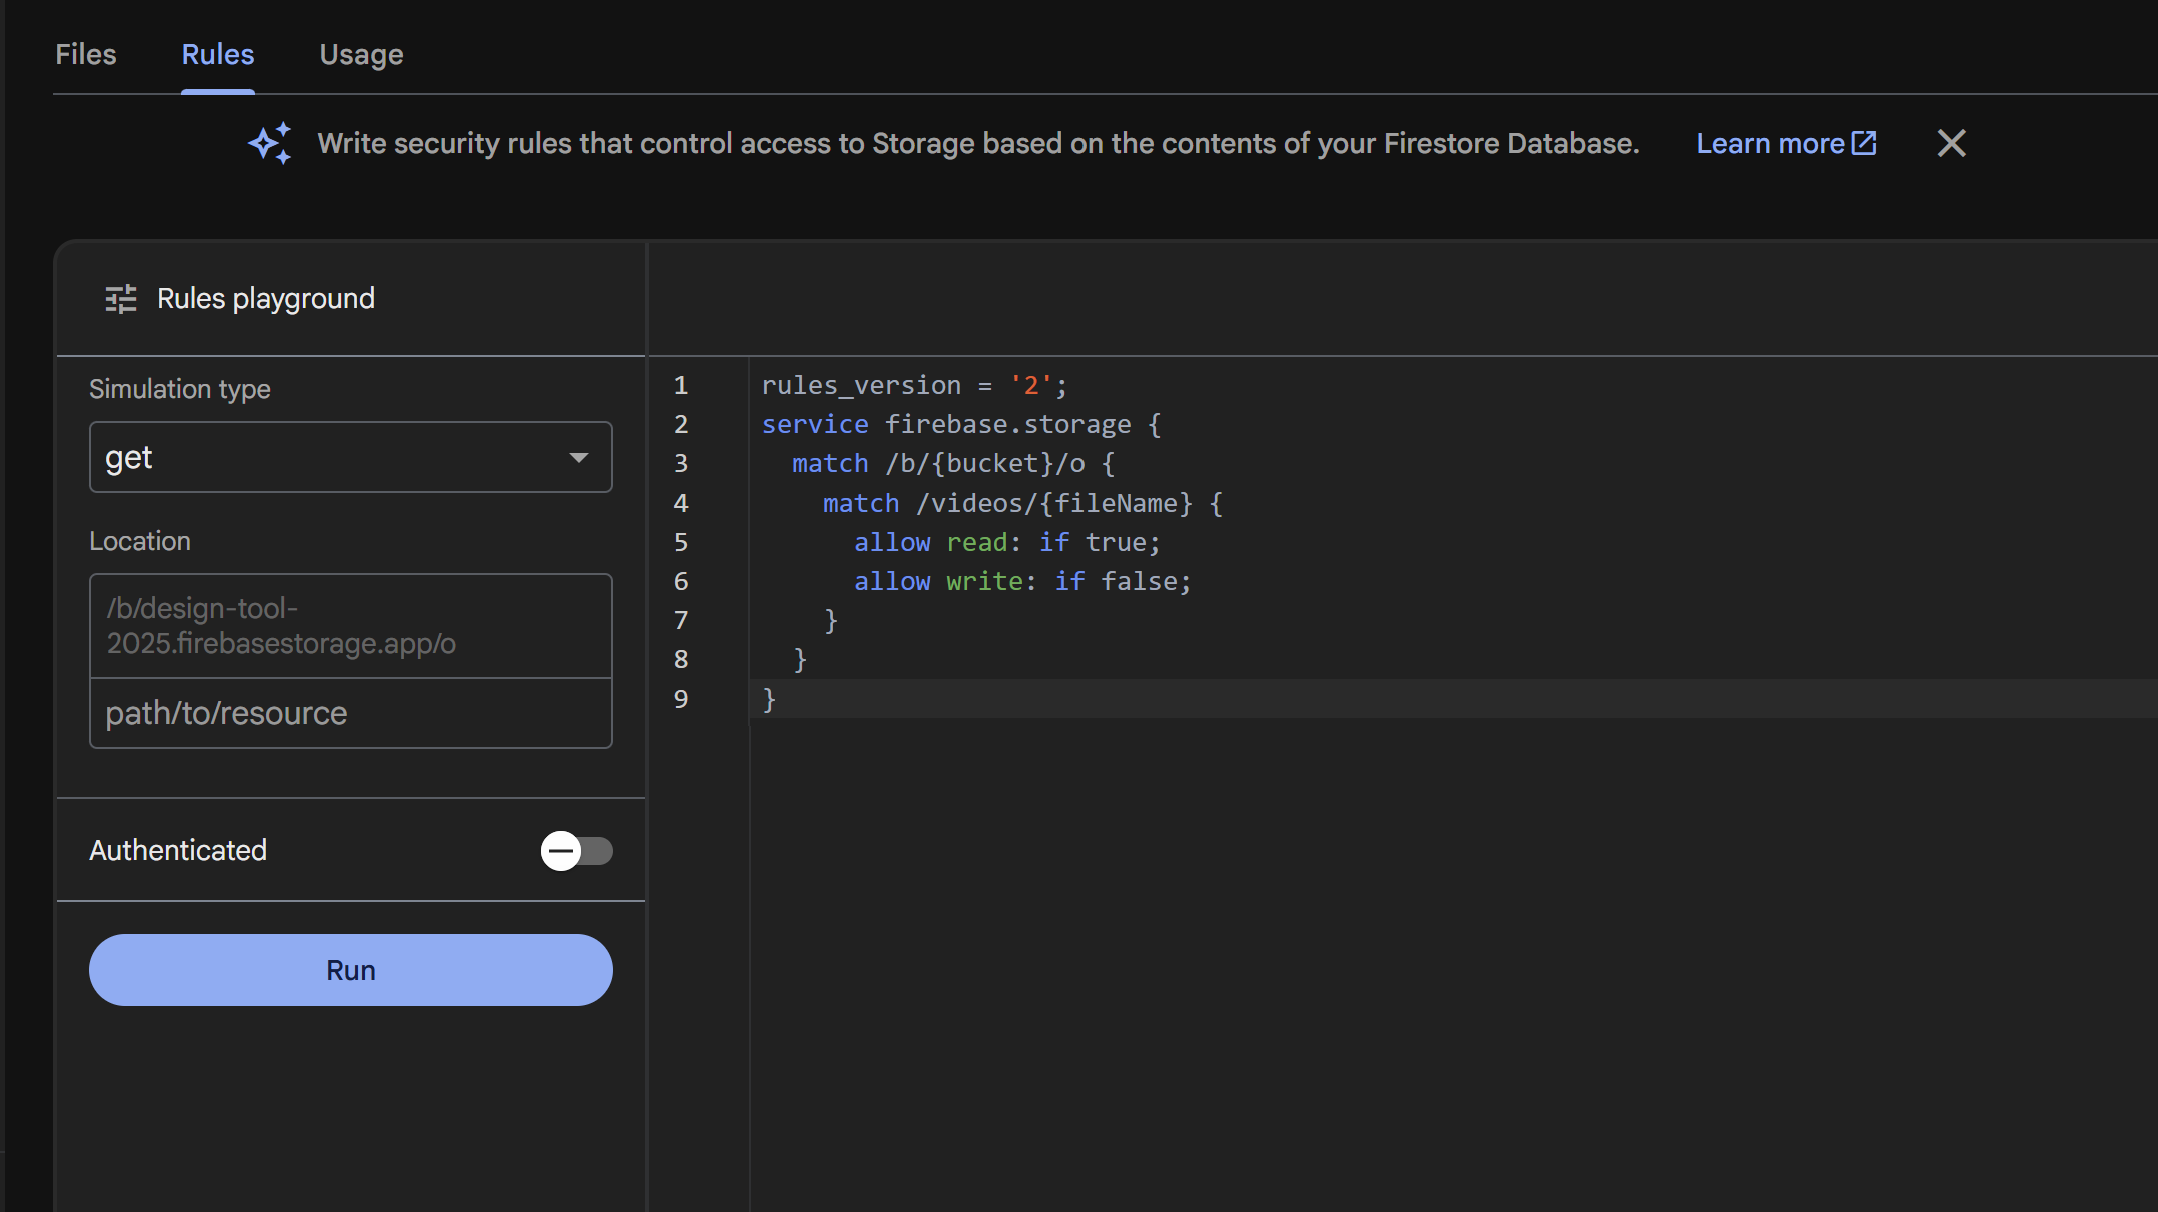 Files Rules Usage
Write security rules that control access to Storage based on the contents of your Firestore Database. Learn more
Rules playground
Simulation type
get
Location
/b/design-tool-
2025.firebasestorage.app/o
path/to/resource
Authenticated
Run
1 rules_version = '2';
2 service firebase.storage {
3   match /b/{bucket}/o {
4     match /videos/{fileName} {
5       allow read: if true;
6       allow write: if false;
7     }
8   }
9 }